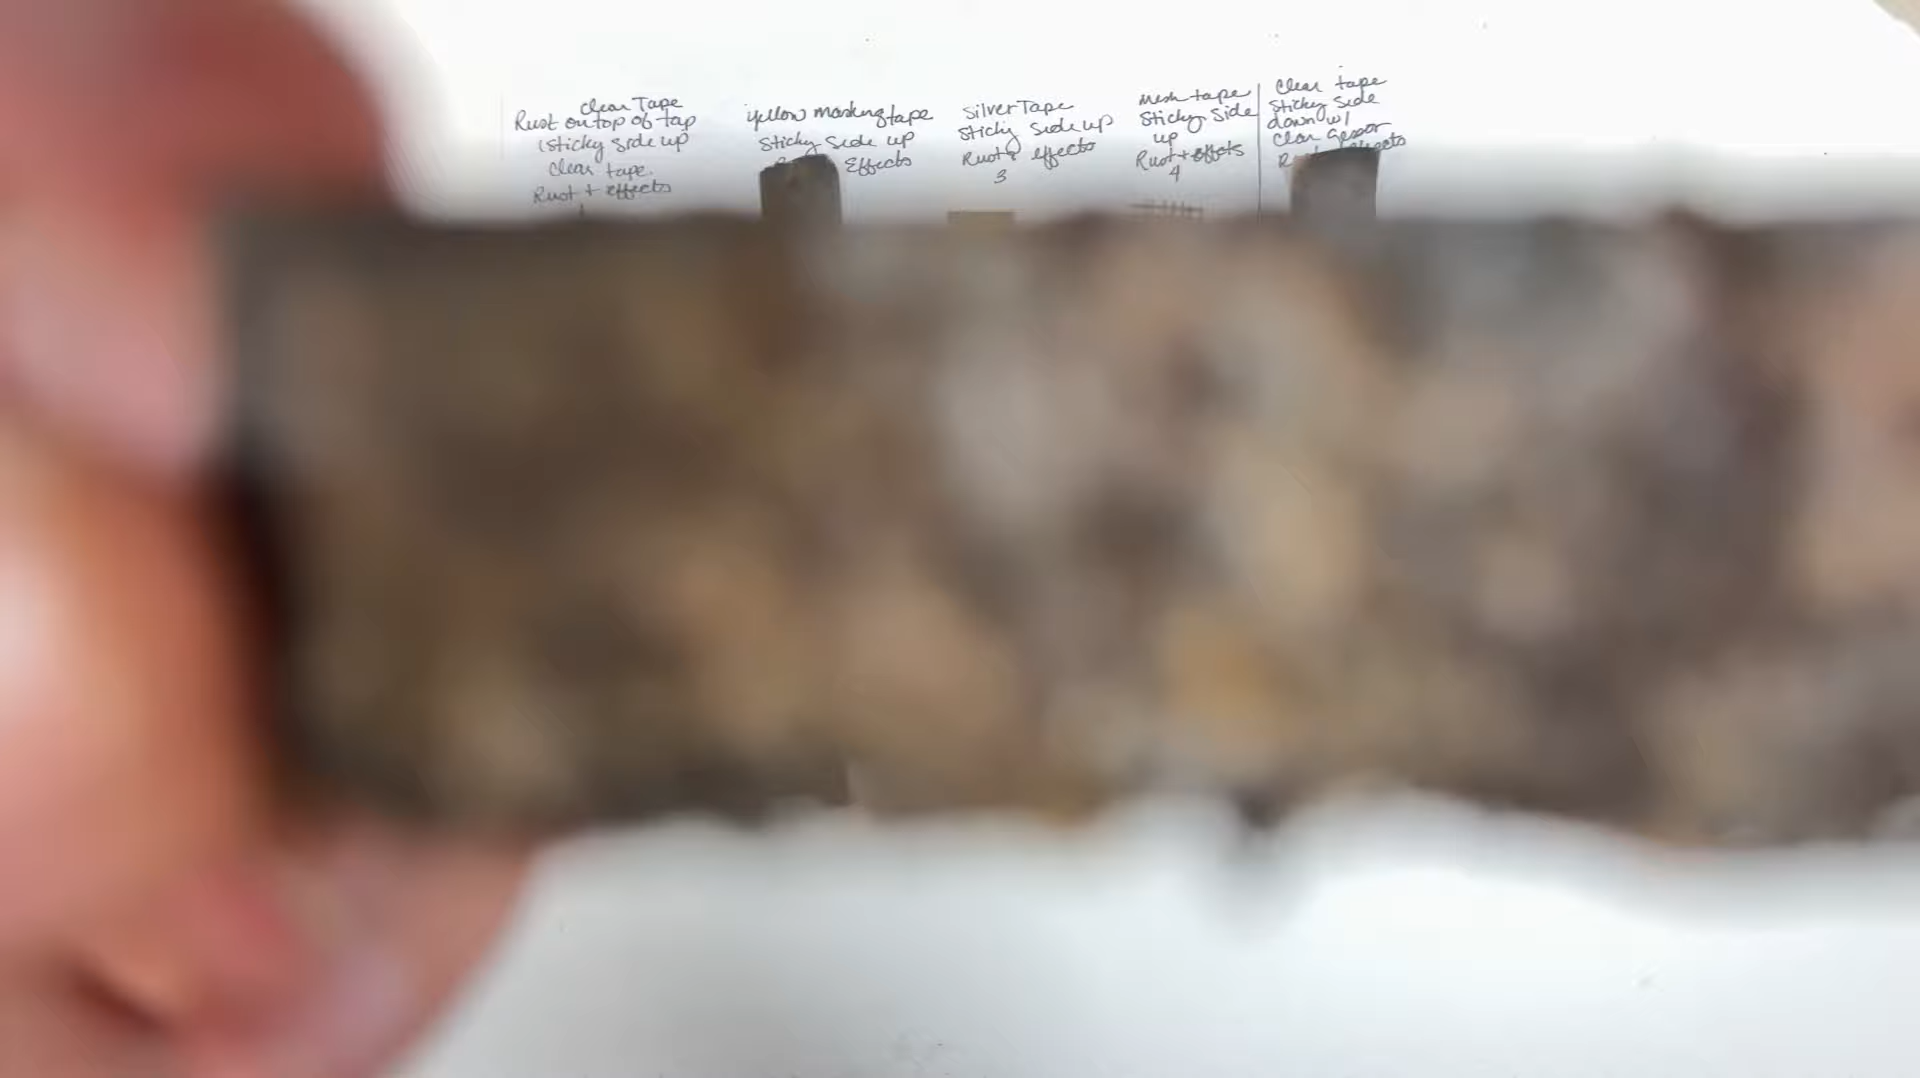 clear Tape
Rust on top of tap
(sticky side up
clear tape.
Rust + effects
1
yellow masking tape
Sticky Side up
Effects
Silver Tape
Sticky Side up
Rust & effects
3
mesh tape
Sticky Side
up
Rust + effects
4
Clear tape
Sticky Side
down w/
Clear gesso